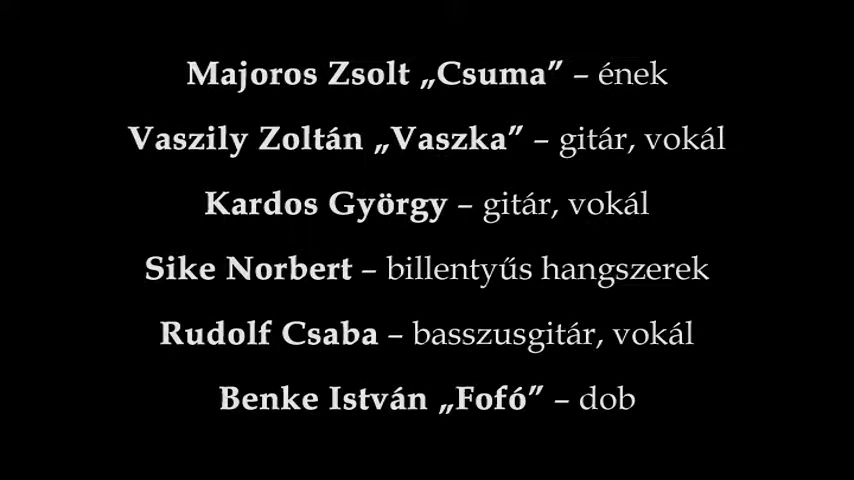 Majoros Zsolt „Csuma” – ének
Vaszily Zoltán „Vaszka” – gitár, vokál
Kardos György – gitár, vokál
Sike Norbert – billentyűs hangszerek
Rudolf Csaba – basszusgitár, vokál
Benke István „Fofó” – dob